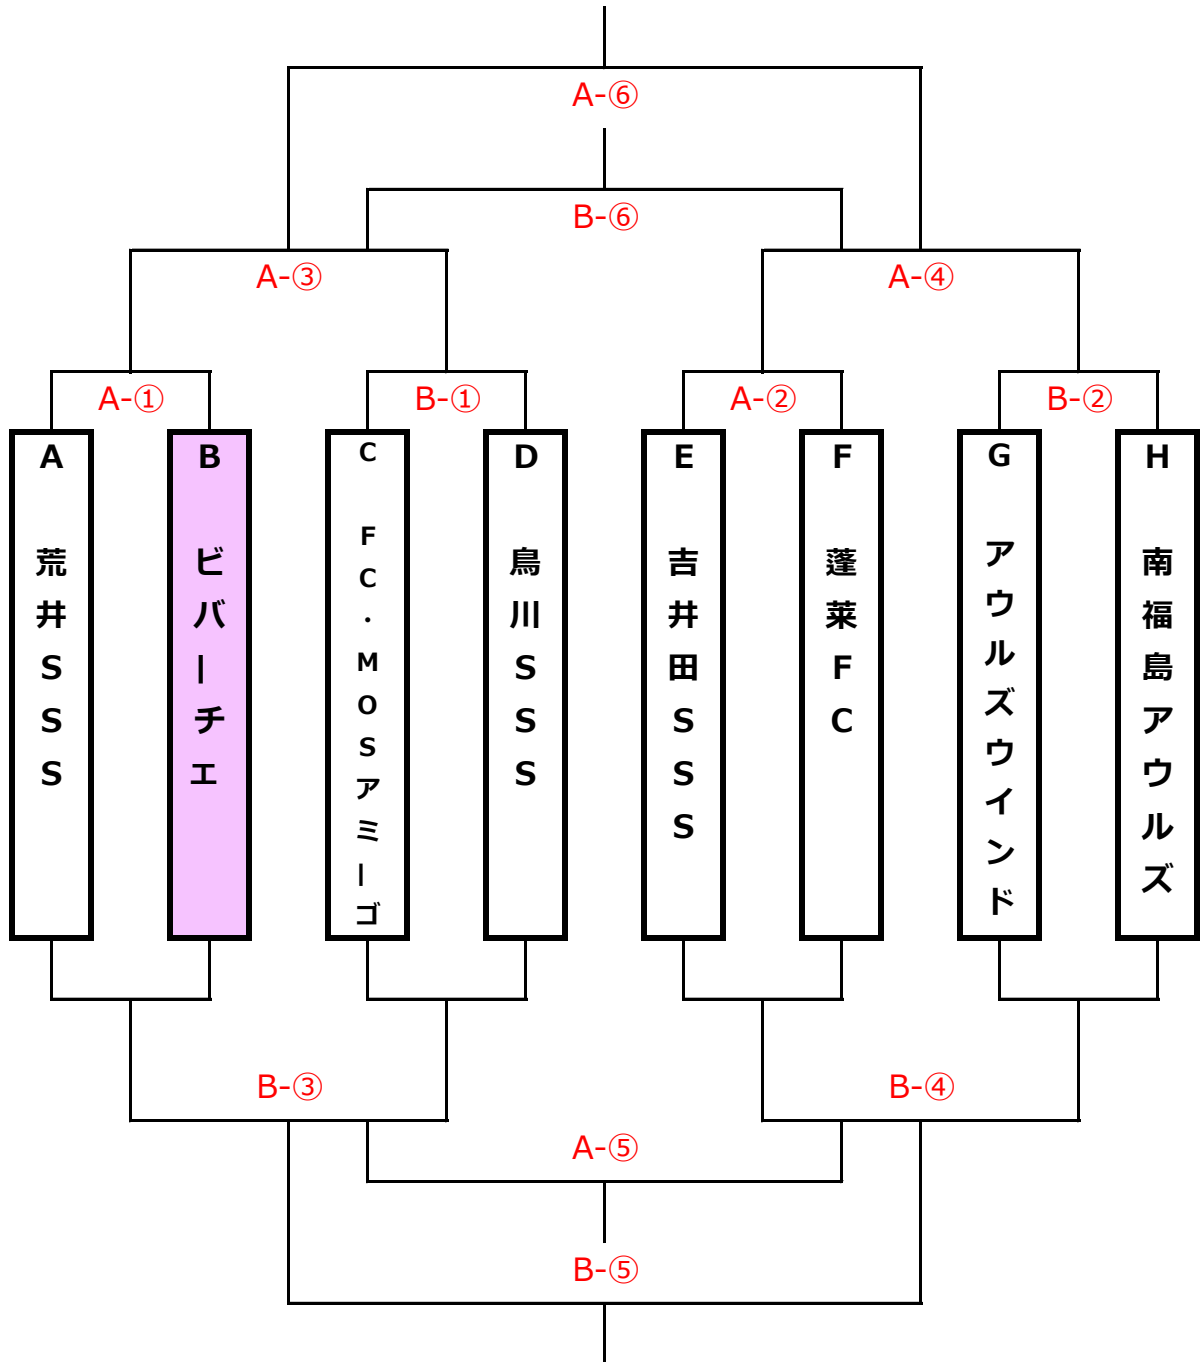 A-⑥
B-⑥
A-③
A-④
A-①
B-①
A-②
B-②
A 荒井SSS
B ビバーチェ
C FC・MOSアミーゴ
D鳥川SSS
E 吉井田SSS
F 蓬莱FC
G アウルズウインド
H 南福島アウルズ
B-③
B-④
A-⑤
B-⑤